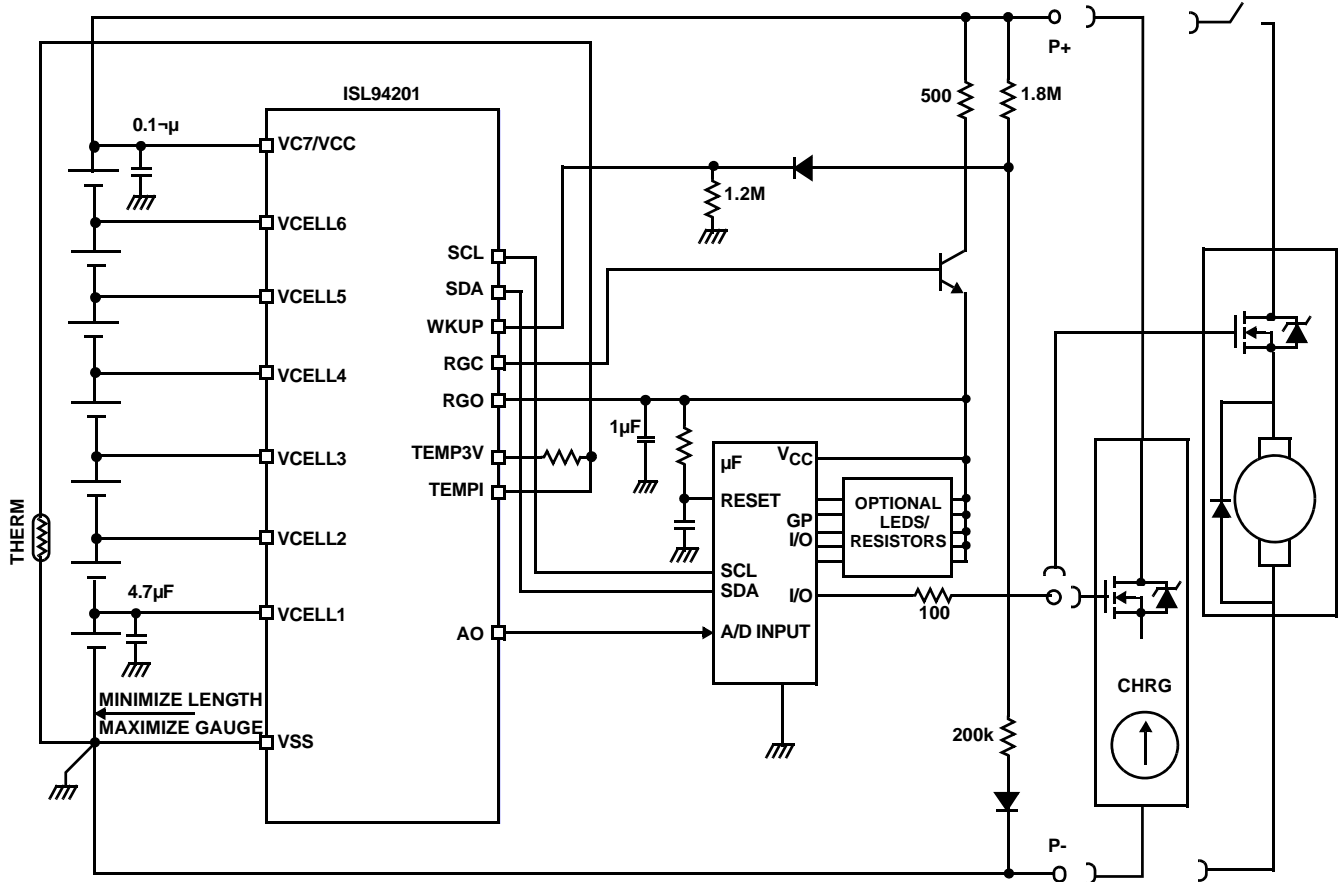 P+
ISL94201
500
1.8M
0.1¬µ
VC7/VCC
1.2M
VCELL6
SCL
SDA
VCELL5
WKUP
RGC
VCELL4
RGO
1µF
VCELL3
TEMP3V
µF
VCC
TEMPI
RESET
OPTIONAL
LEDS/
RESISTORS
GP
I/O
THERM
VCELL2
SCL
SDA
I/O
100
4.7µF
VCELL1
AO
A/D INPUT
CHRG
MINIMIZE LENGTH
MAXIMIZE GAUGE
VSS
200k
P-